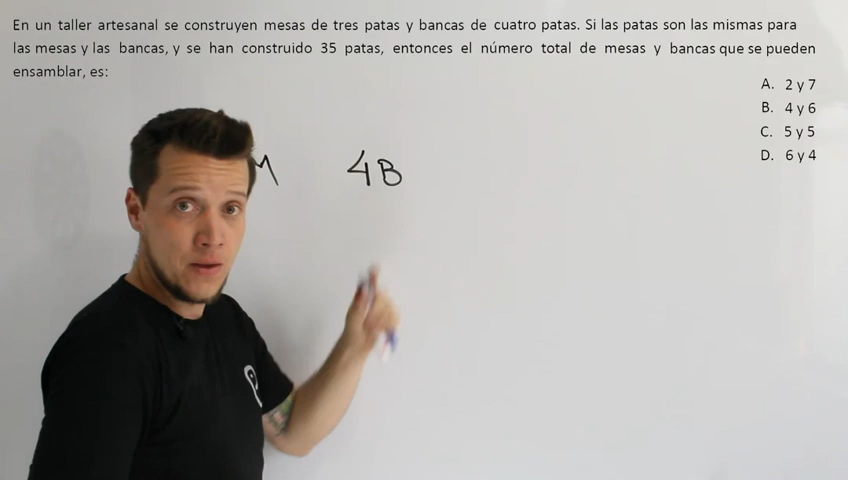 En un taller artesanal se construyen mesas de tres patas y bancas de cuatro patas. Si las patas son las mismas para
las mesas y las bancas, y se han construido 35 patas, entonces el número total de mesas y bancas que se pueden
ensamblar, es:
A. 2 y 7
B. 4 y 6
C. 5 y 5
D. 6 y 4
M 4B